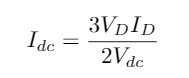 I_{dc} = \frac{3V_D I_D}{2V_{dc}}